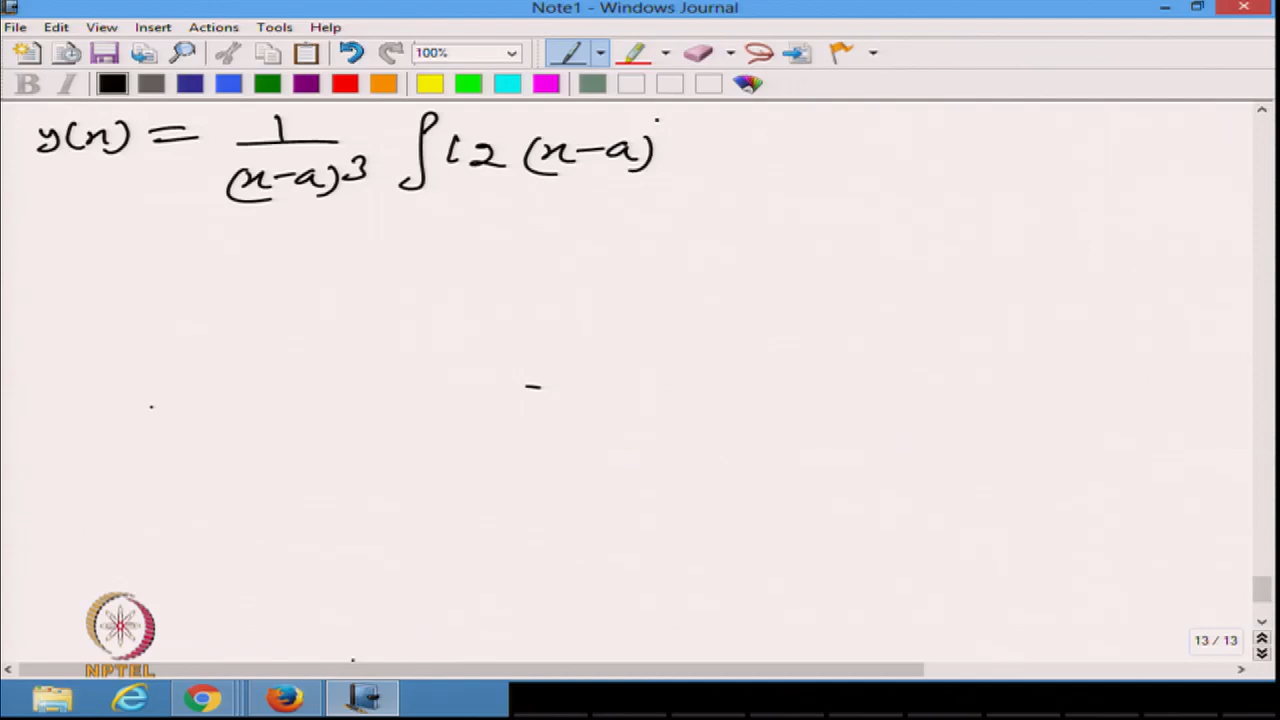 Note1 - Windows Journal
File Edit View Insert Actions Tools Help
100%
B I
y(x) = 1/(x-a)3 ∫12 (x-a)
13 / 13
NPTEL